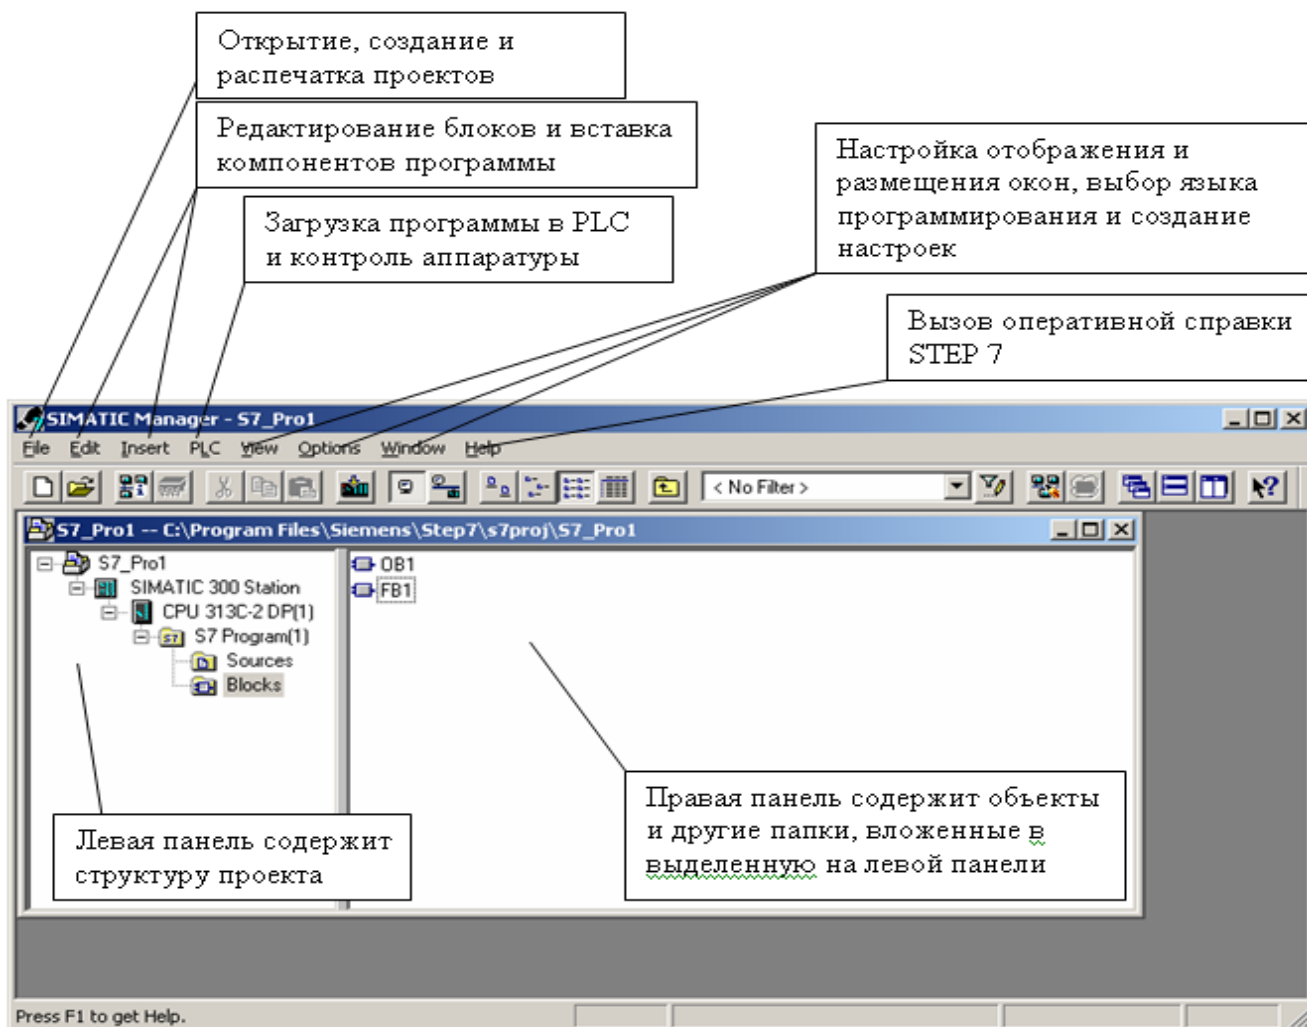 Открытие, создание и
распечатка проектов
Редактирование блоков и вставка
компонентов программы
Загрузка программы в PLC
и контроль аппаратуры
Настройка отображения и
размещения окон, выбор языка
программирования и создание
настроек
Вызов оперативной справки
STEP 7
SIMATIC Manager - S7_Pro1
File Edit Insert PLC View Options Window Help
< No Filter >
S7_Pro1 -- C:\Program Files\Siemens\Step7\s7proj\S7_Pro1
S7_Pro1
SIMATIC 300 Station
CPU 313C-2 DP(1)
S7 Program(1)
Sources
Blocks
OB1
FB1
Левая панель содержит
структуру проекта
Правая панель содержит объекты
и другие папки, вложенные в
выделенную на левой панели
Press F1 to get Help.